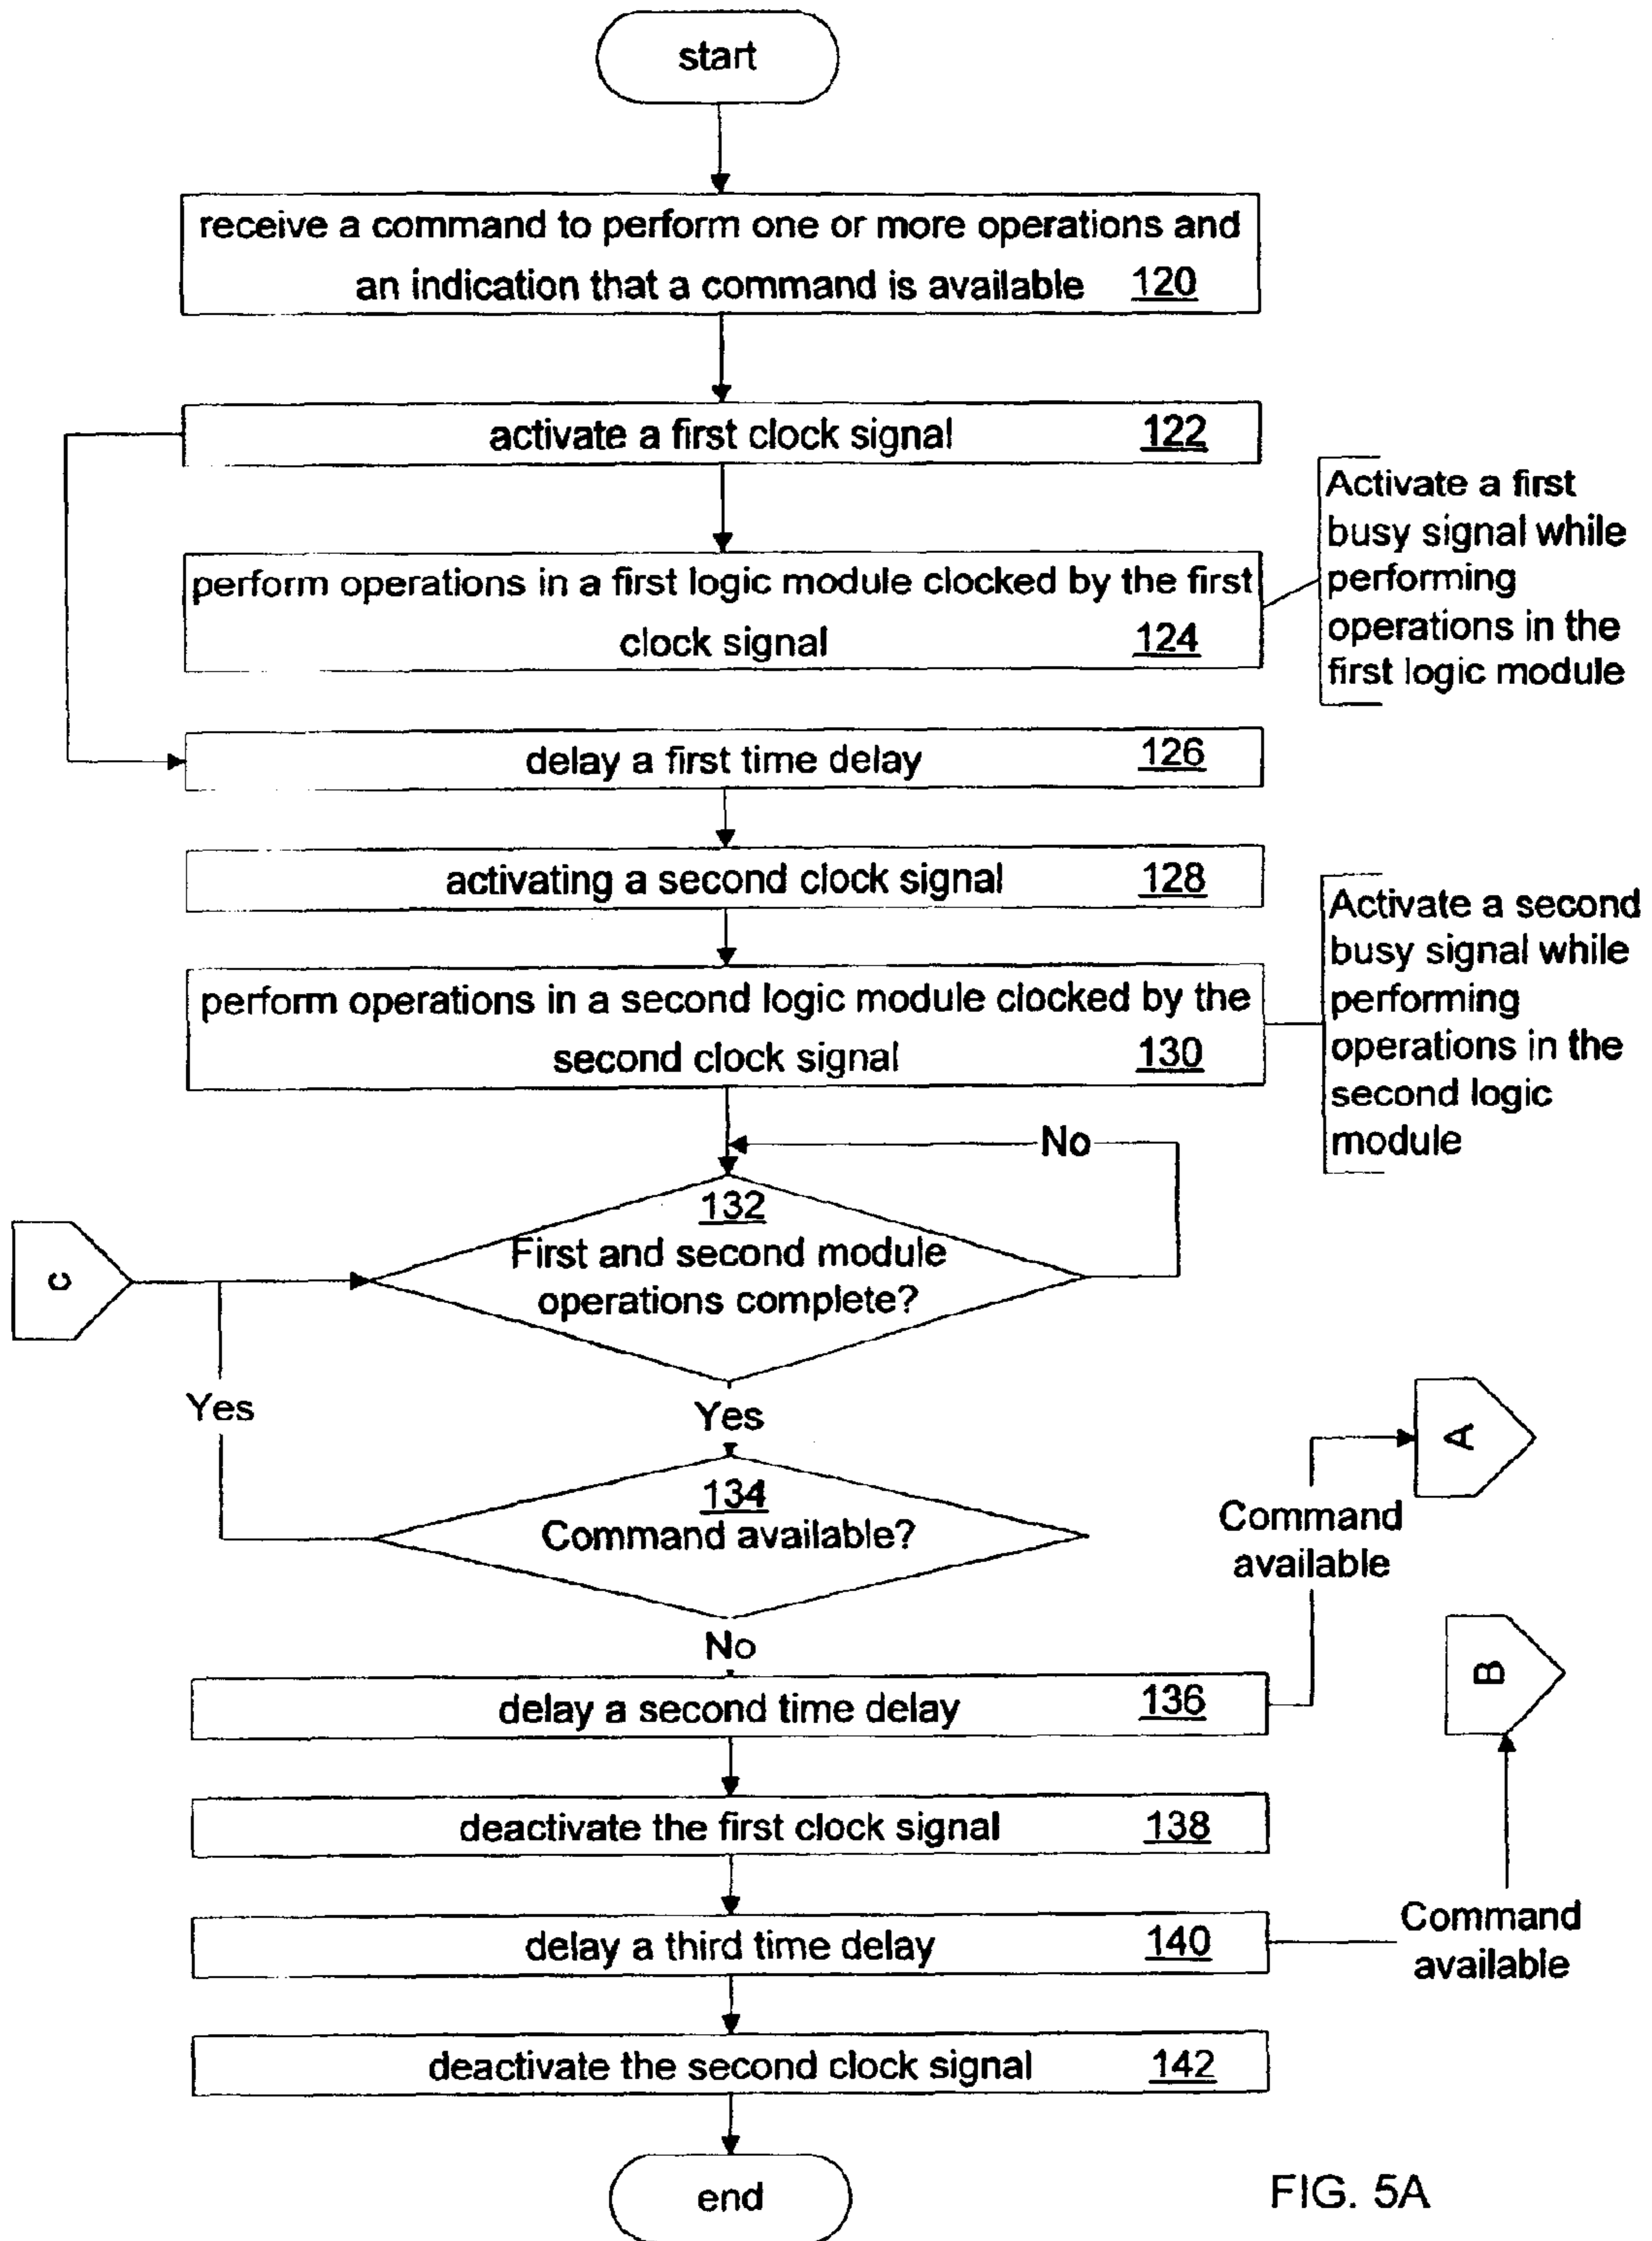 start
receive a command to perform one or more operations and
an indication that a command is available 120
activate a first clock signal 122
perform operations in a first logic module clocked by the first
clock signal 124
Activate a first
busy signal while
performing
operations in the
first logic module
delay a first time delay 126
activating a second clock signal 128
perform operations in a second logic module clocked by the
second clock signal 130
Activate a second
busy signal while
performing
operations in the
second logic
module
No
132
First and second module
operations complete?
c
Yes
Yes
134
Command available?
A
Command
available
No
delay a second time delay 136
B
deactivate the first clock signal 138
delay a third time delay 140
Command
available
deactivate the second clock signal 142
end
FIG. 5A